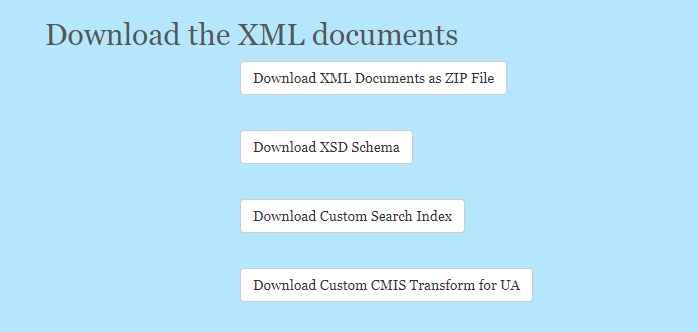 Download the XML documents
Download XML Documents as ZIP File
Download XSD Schema
Download Custom Search Index
Download Custom CMIS Transform for UA